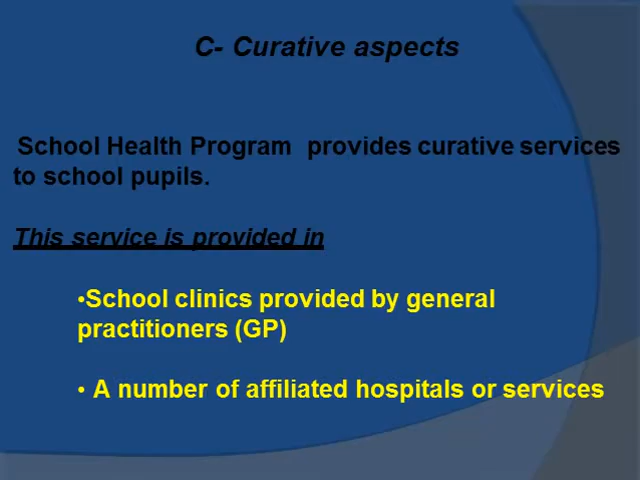 C- Curative aspects
School Health Program provides curative services
to school pupils.
This service is provided in
•School clinics provided by general
practitioners (GP)
• A number of affiliated hospitals or services